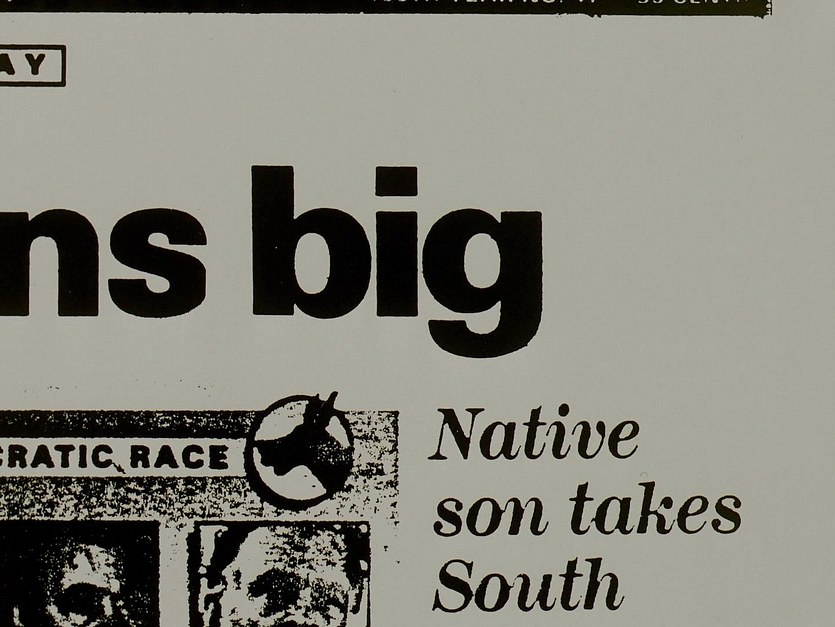 AY
ns big
CRATIC RACE
Native
son takes
South